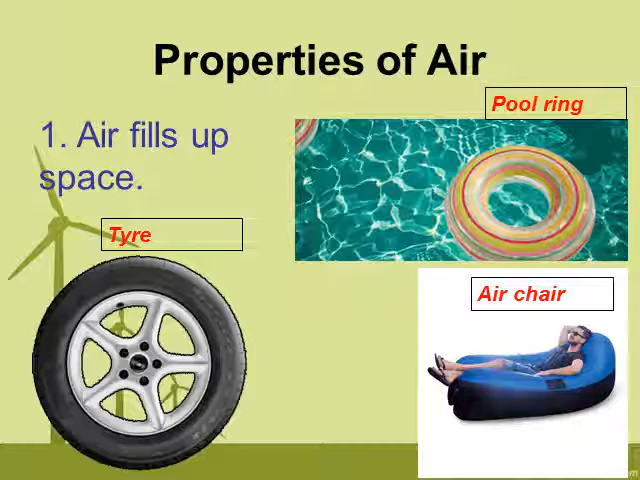 Properties of Air
Pool ring
1. Air fills up
space.
Tyre
Air chair